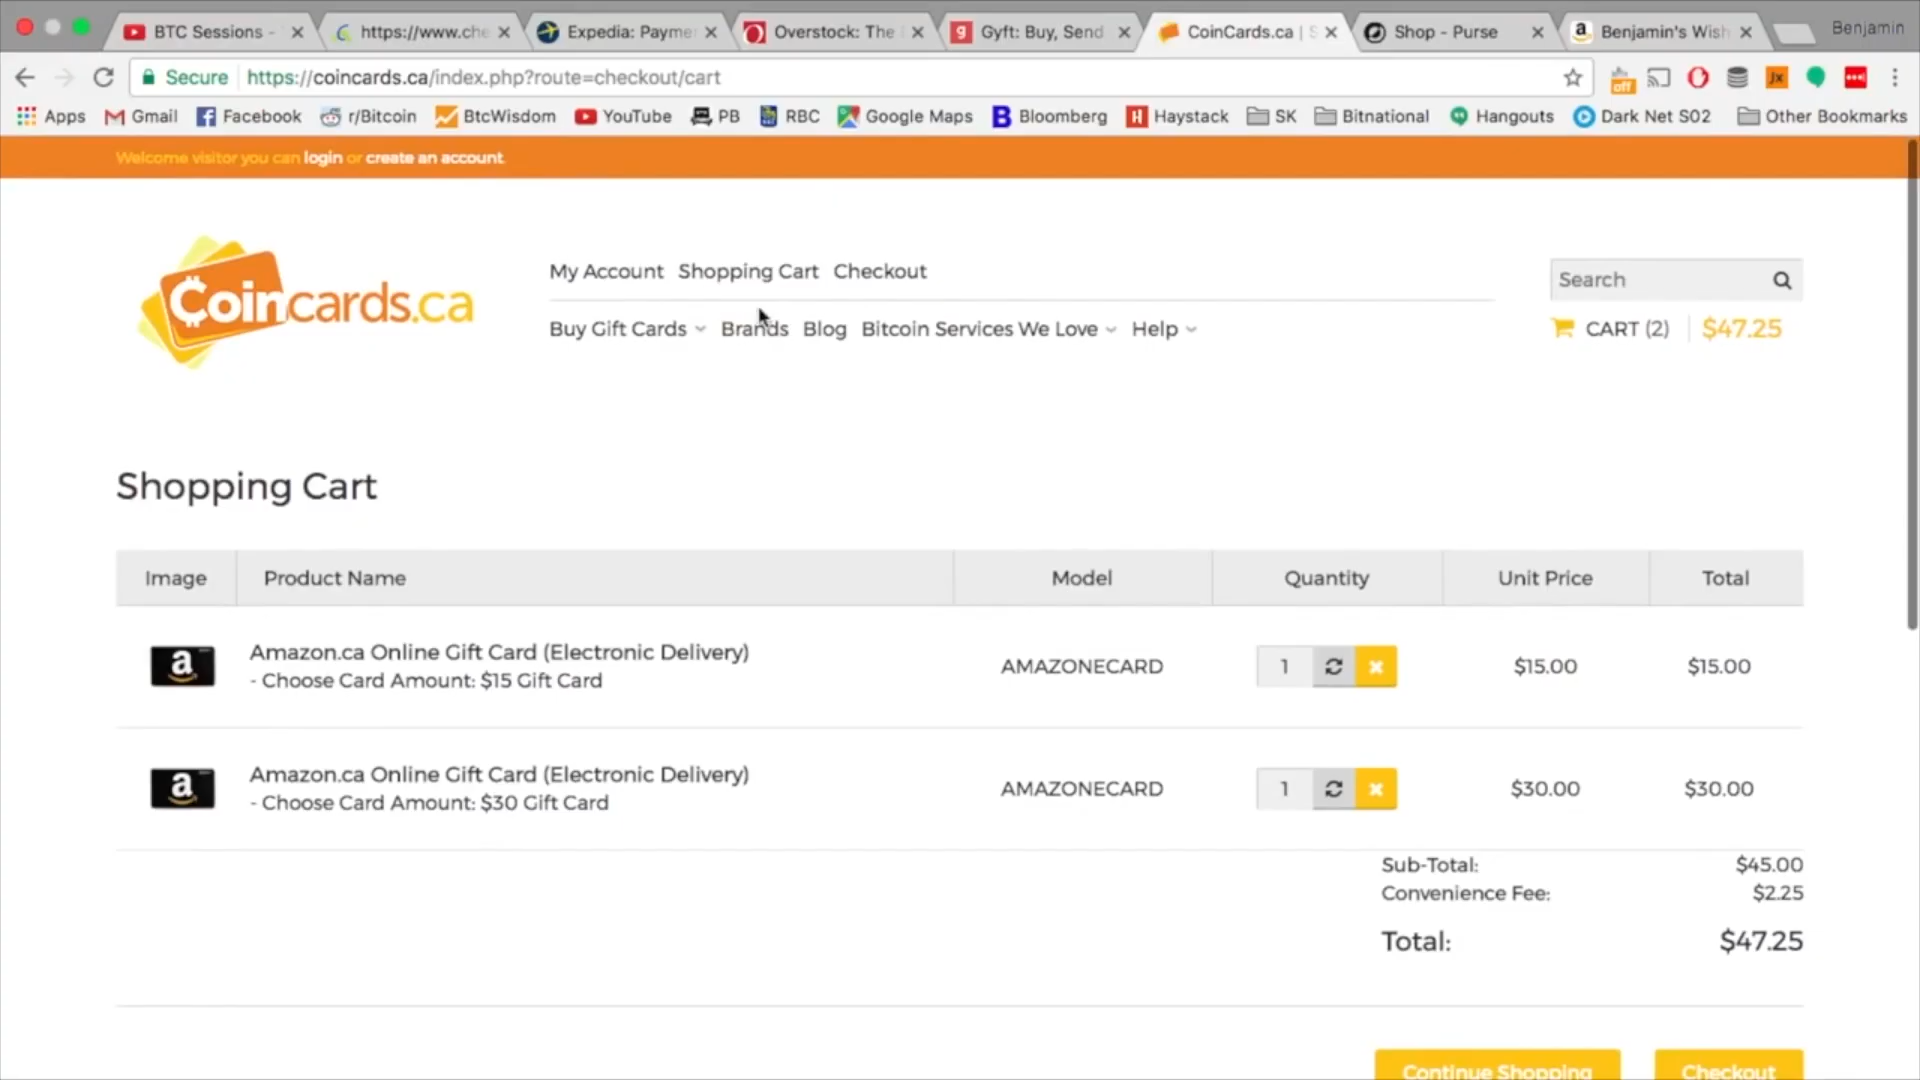 BTC Sessions -
https://www.che
Expedia: Payme
Overstock: The
Gyft: Buy, Send
CoinCards.ca | S
Shop - Purse
Benjamin's Wish
Benjamin
Secure https://coincards.ca/index.php?route=checkout/cart
off
Jx
Apps Gmail Facebook r/Bitcoin BtcWisdom YouTube PB RBC Google Maps Bloomberg Haystack SK Bitnational Hangouts Dark Net S02 Other Bookmarks
Welcome visitor you can login or create an account.
Coincards.ca
My Account Shopping Cart Checkout
Search
Buy Gift Cards Brands Blog Bitcoin Services We Love Help
CART (2) $47.25
Shopping Cart
Image Product Name Model Quantity Unit Price Total
Amazon.ca Online Gift Card (Electronic Delivery)
- Choose Card Amount: $15 Gift Card
AMAZONECARD 1 $15.00 $15.00
Amazon.ca Online Gift Card (Electronic Delivery)
- Choose Card Amount: $30 Gift Card
AMAZONECARD 1 $30.00 $30.00
Sub-Total: $45.00
Convenience Fee: $2.25
Total: $47.25
Continue Shopping Checkout